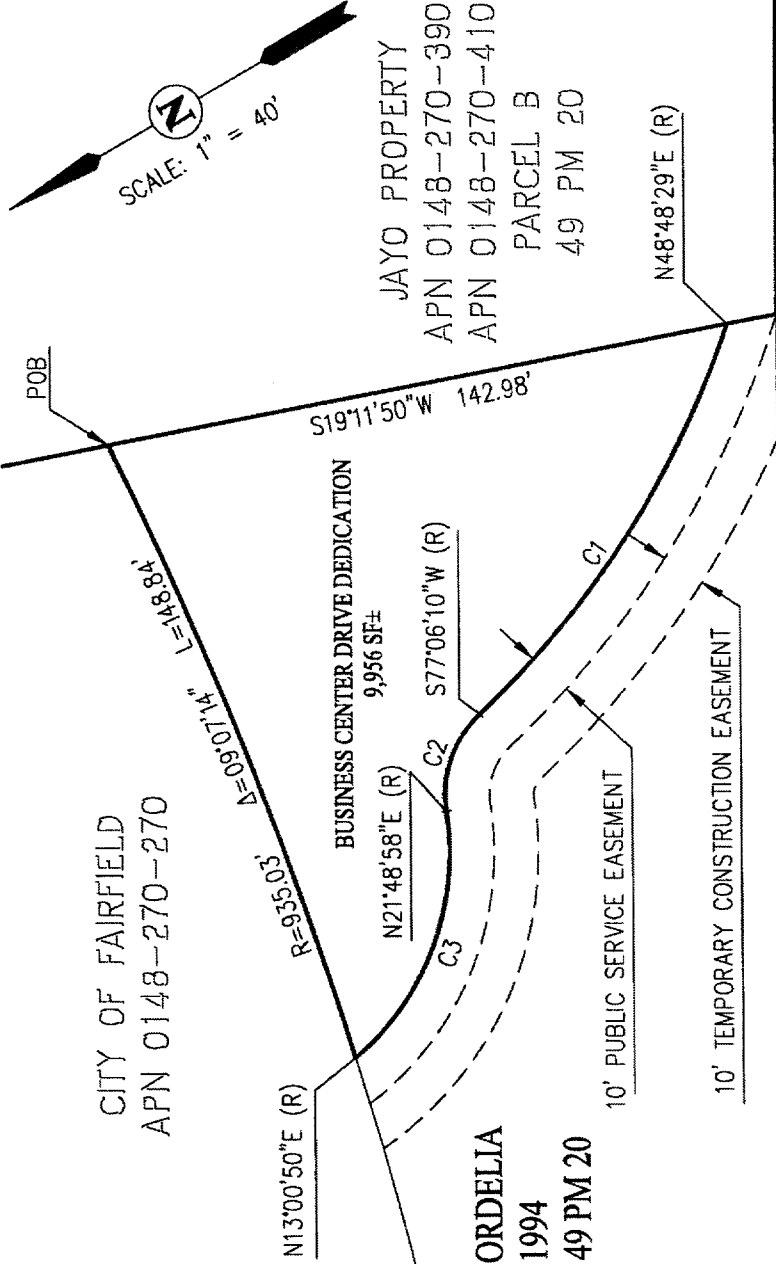 N
SCALE: 1" = 40'
CITY OF FAIRFIELD
APN 0148-270-270
POB
JAYO PROPERTY
APN 0148-270-390
APN 0148-270-410
PARCEL B
49 PM 20
R=935.03' Δ=09°07'14" L=148.84'
S19°11'50"W 142.98'
BUSINESS CENTER DRIVE DEDICATION
9,956 SF±
N13°00'50"E (R)
N21°48'58"E (R)
S77°06'10"W (R)
N48°48'29"E (R)
C3
C2
C1
ORDELIA
1994
49 PM 20
10' PUBLIC SERVICE EASEMENT
10' TEMPORARY CONSTRUCTION EASEMENT